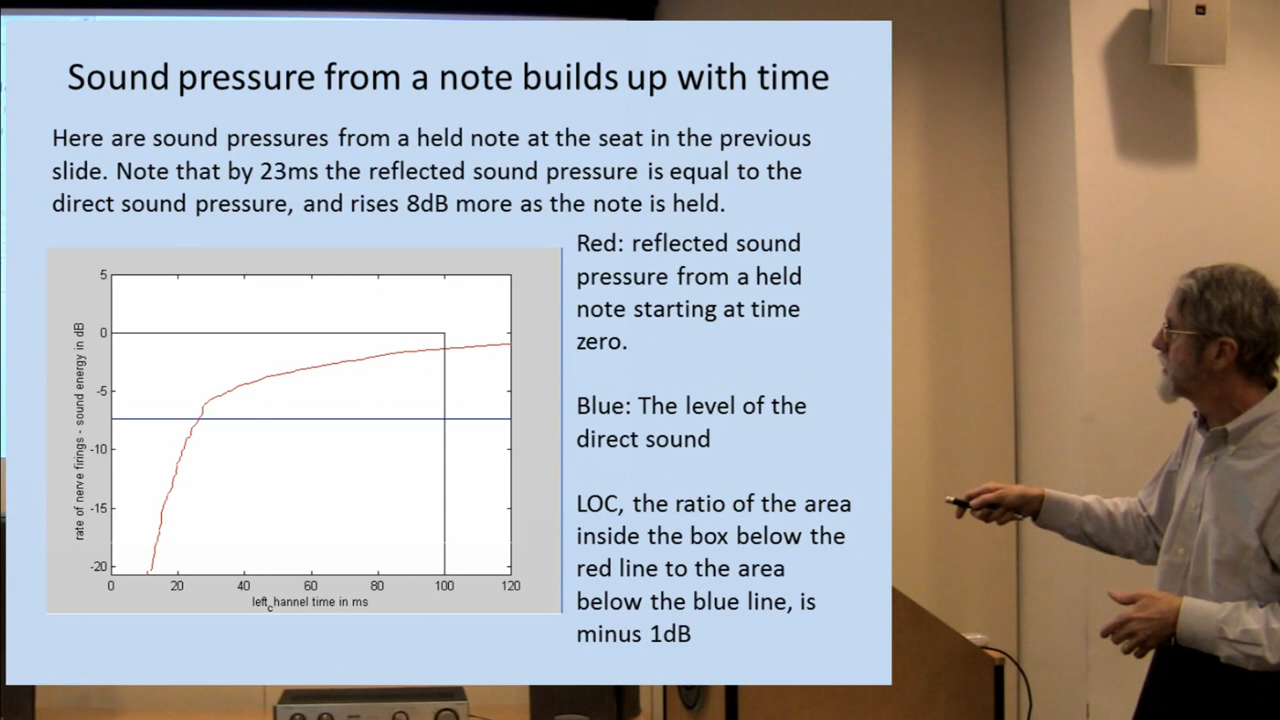 Sound pressure from a note builds up with time
Here are sound pressures from a held note at the seat in the previous
slide. Note that by 23ms the reflected sound pressure is equal to the
direct sound pressure, and rises 8dB more as the note is held.
Red: reflected sound
pressure from a held
note starting at time
zero.
Blue: The level of the
direct sound
LOC, the ratio of the area
inside the box below the
red line to the area
below the blue line, is
minus 1dB
rate of nerve firings - sound energy in dB
5
0
-5
-10
-15
-20
0 20 40 60 80 100 120
left_channel time in ms